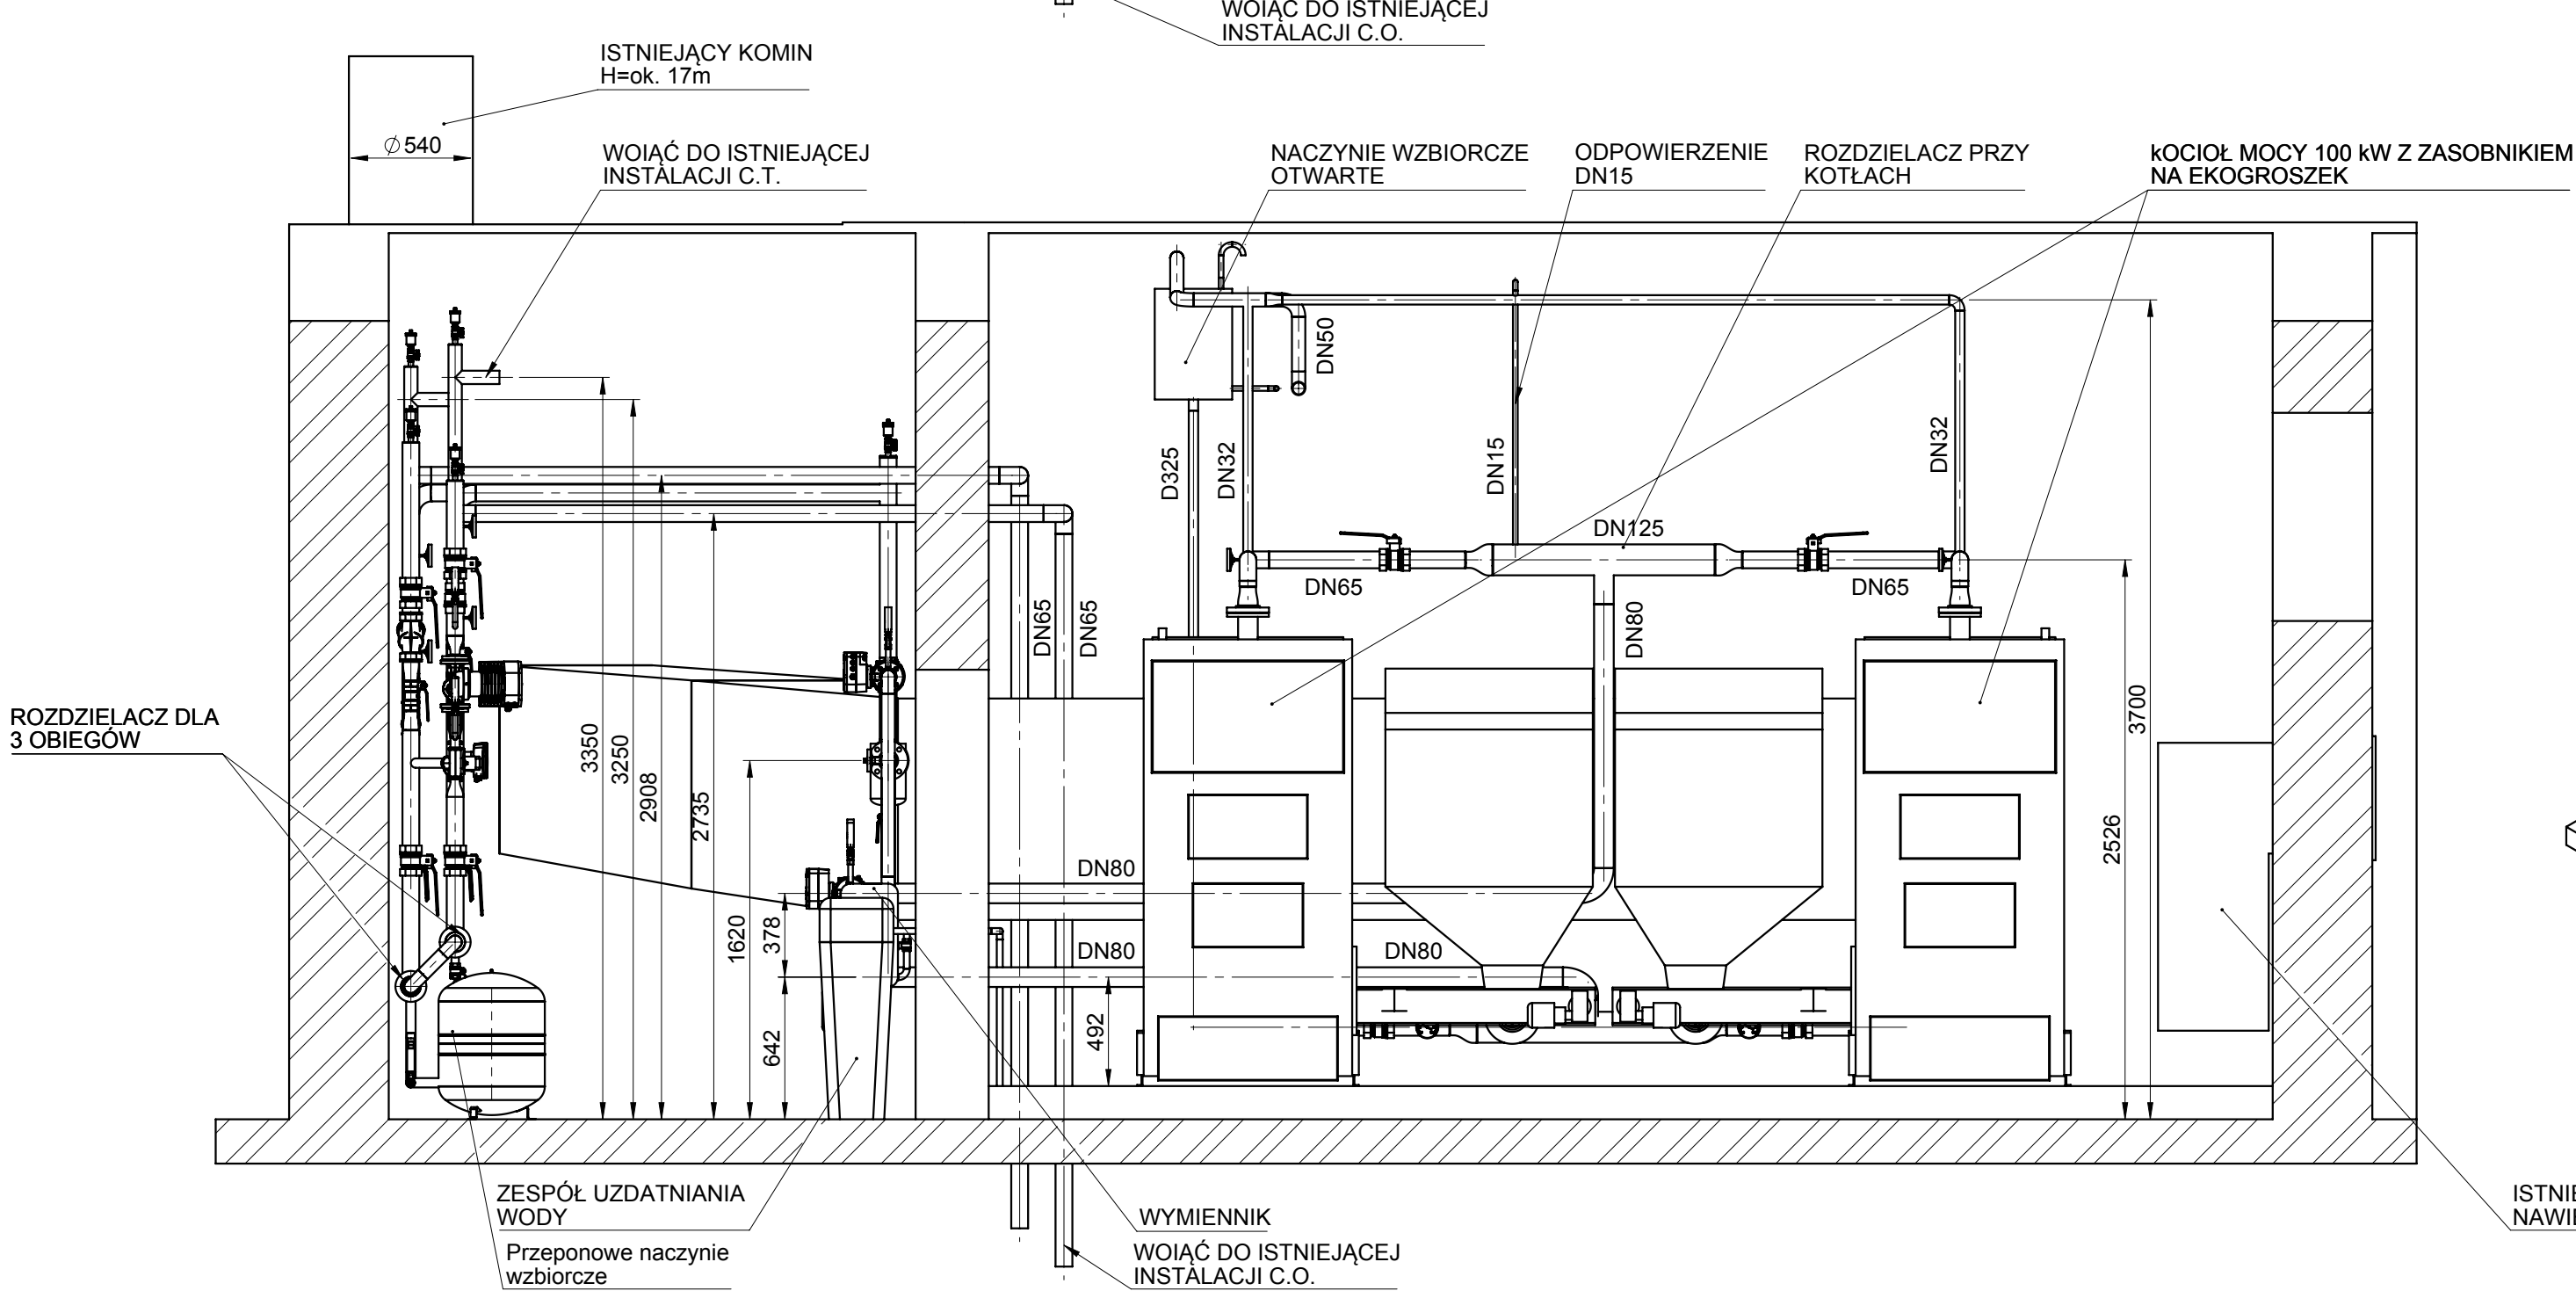 WOIĄĆ DO ISTNIEJĄCEJ
INSTALACJI C.O.
ISTNIEJĄCY KOMIN
H=ok. 17m
∅ 540
WOIĄĆ DO ISTNIEJĄCEJ
INSTALACJI C.T.
NACZYNIE WZBIORCZE
OTWARTE
ODPOWIERZENIE
DN15
ROZDZIELACZ PRZY
KOTŁACH
kOCIOŁ MOCY 100 kW Z ZASOBNIKIEM
NA EKOGROSZEK
DN50
D325
DN32
DN15
DN32
DN125
DN65
DN65
DN65
DN65
DN80
ROZDZIELACZ DLA
3 OBIEGÓW
3350
3250
2908
2735
1620
378
642
DN80
DN80
DN80
492
3700
2526
ZESPÓŁ UZDATNIANIA
WODY
Przeponowe naczynie
wzbiorcze
WYMIENNIK
WOIĄĆ DO ISTNIEJĄCEJ
INSTALACJI C.O.